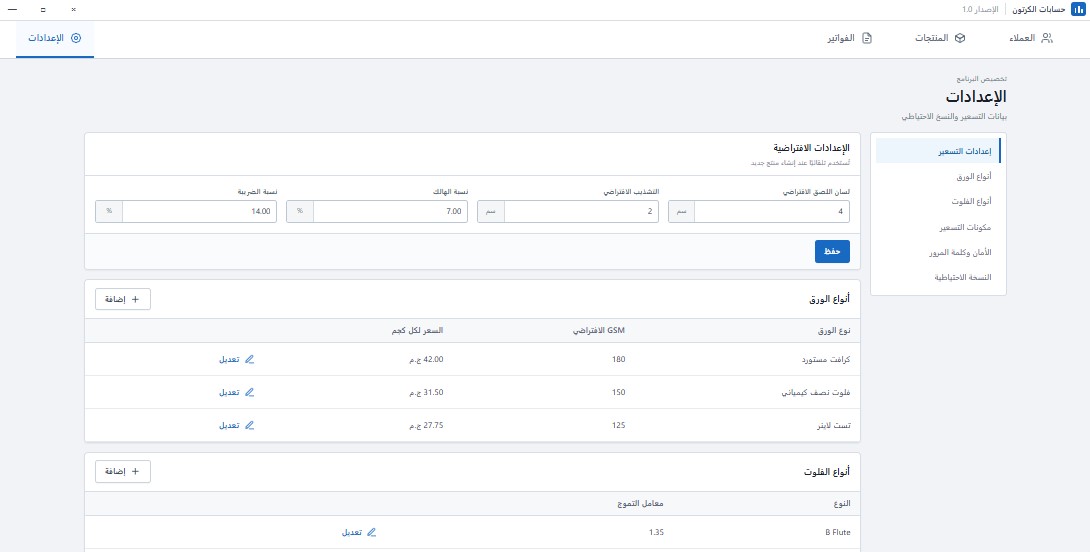 حسابات الكرتون الإصدار 1.0
العملاء المنتجات الفواتير الإعدادات
تخصيص البرنامج
الإعدادات
بيانات التسعير والنسخ الاحتياطي
إعدادات التسعير
أنواع الورق
أنواع الفلوت
مكونات التسعير
الأمان وكلمة المرور
النسخة الاحتياطية
الإعدادات الافتراضية
تُستخدم تلقائيًا عند إنشاء منتج جديد.
لسان اللصق الافتراضي التشذيب الافتراضي نسبة الهالك نسبة الضريبة
4 سم 2 سم 7.00 % 14.00 %
حفظ
أنواع الورق إضافة
نوع الورق GSM الافتراضي السعر لكل كجم
كرافت مستورد 180 42.00 ج.م تعديل
فلوت نصف كيميائي 150 31.50 ج.م تعديل
تست لاينر 125 27.75 ج.م تعديل
أنواع الفلوت إضافة
النوع معامل التموج
B Flute 1.35 تعديل